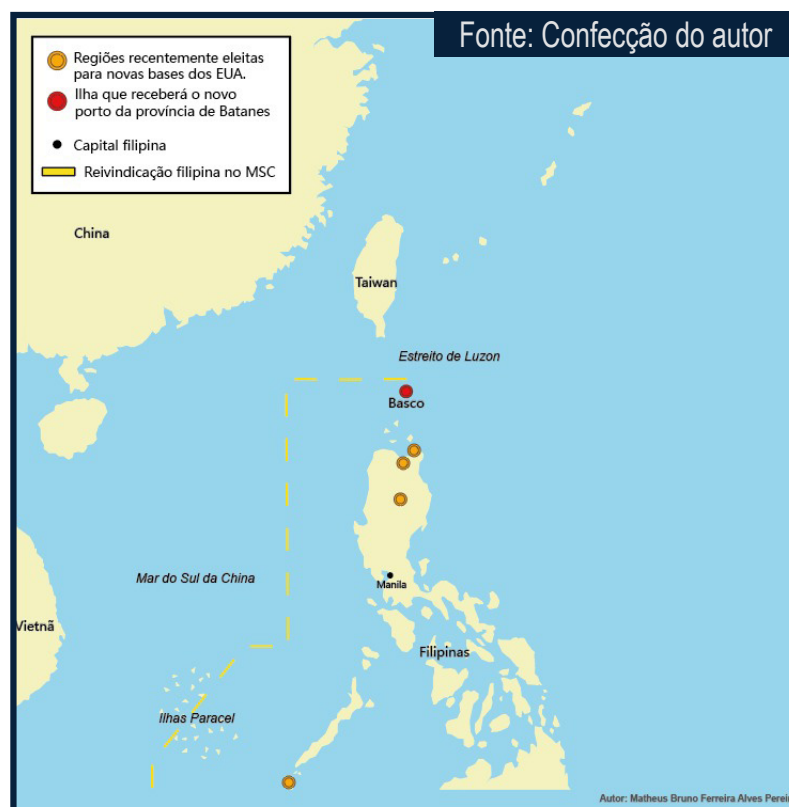 Fonte: Confecção do autor
Regiões recentemente eleitas
para novas bases dos EUA.
Ilha que receberá o novo
porto da província de Batanes
Capital filipina
Reivindicação filipina no MSC
China
Taiwan
Estreito de Luzon
Basco
Mar do Sul da China
Manila
Vietnã
Filipinas
Ilhas Paracel
Autor: Matheus Bruno Ferreira Alves Perei